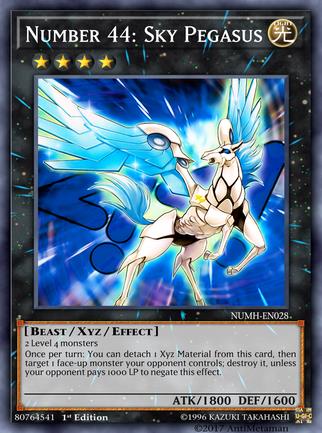 Number 44: Sky Pegasus
LIGHT
光
NUMH-EN028
[Beast / Xyz / Effect]
2 Level 4 monsters
Once per turn: You can detach 1 Xyz Material from this card, then
target 1 face-up monster your opponent controls; destroy it, unless
your opponent pays 1000 LP to negate this effect.
ATK/1800 DEF/1600
80764541 1st Edition ©1996 KAZUKI TAKAHASHI
©2017 AntiMetaman